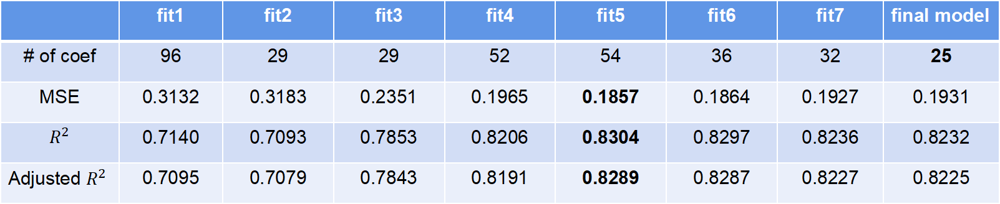 fit1 fit2 fit3 fit4 fit5 fit6 fit7 final model
# of coef 96 29 29 52 54 36 32 25
MSE 0.3132 0.3183 0.2351 0.1965 0.1857 0.1864 0.1927 0.1931
R² 0.7140 0.7093 0.7853 0.8206 0.8304 0.8297 0.8236 0.8232
Adjusted R² 0.7095 0.7079 0.7843 0.8191 0.8289 0.8287 0.8227 0.8225